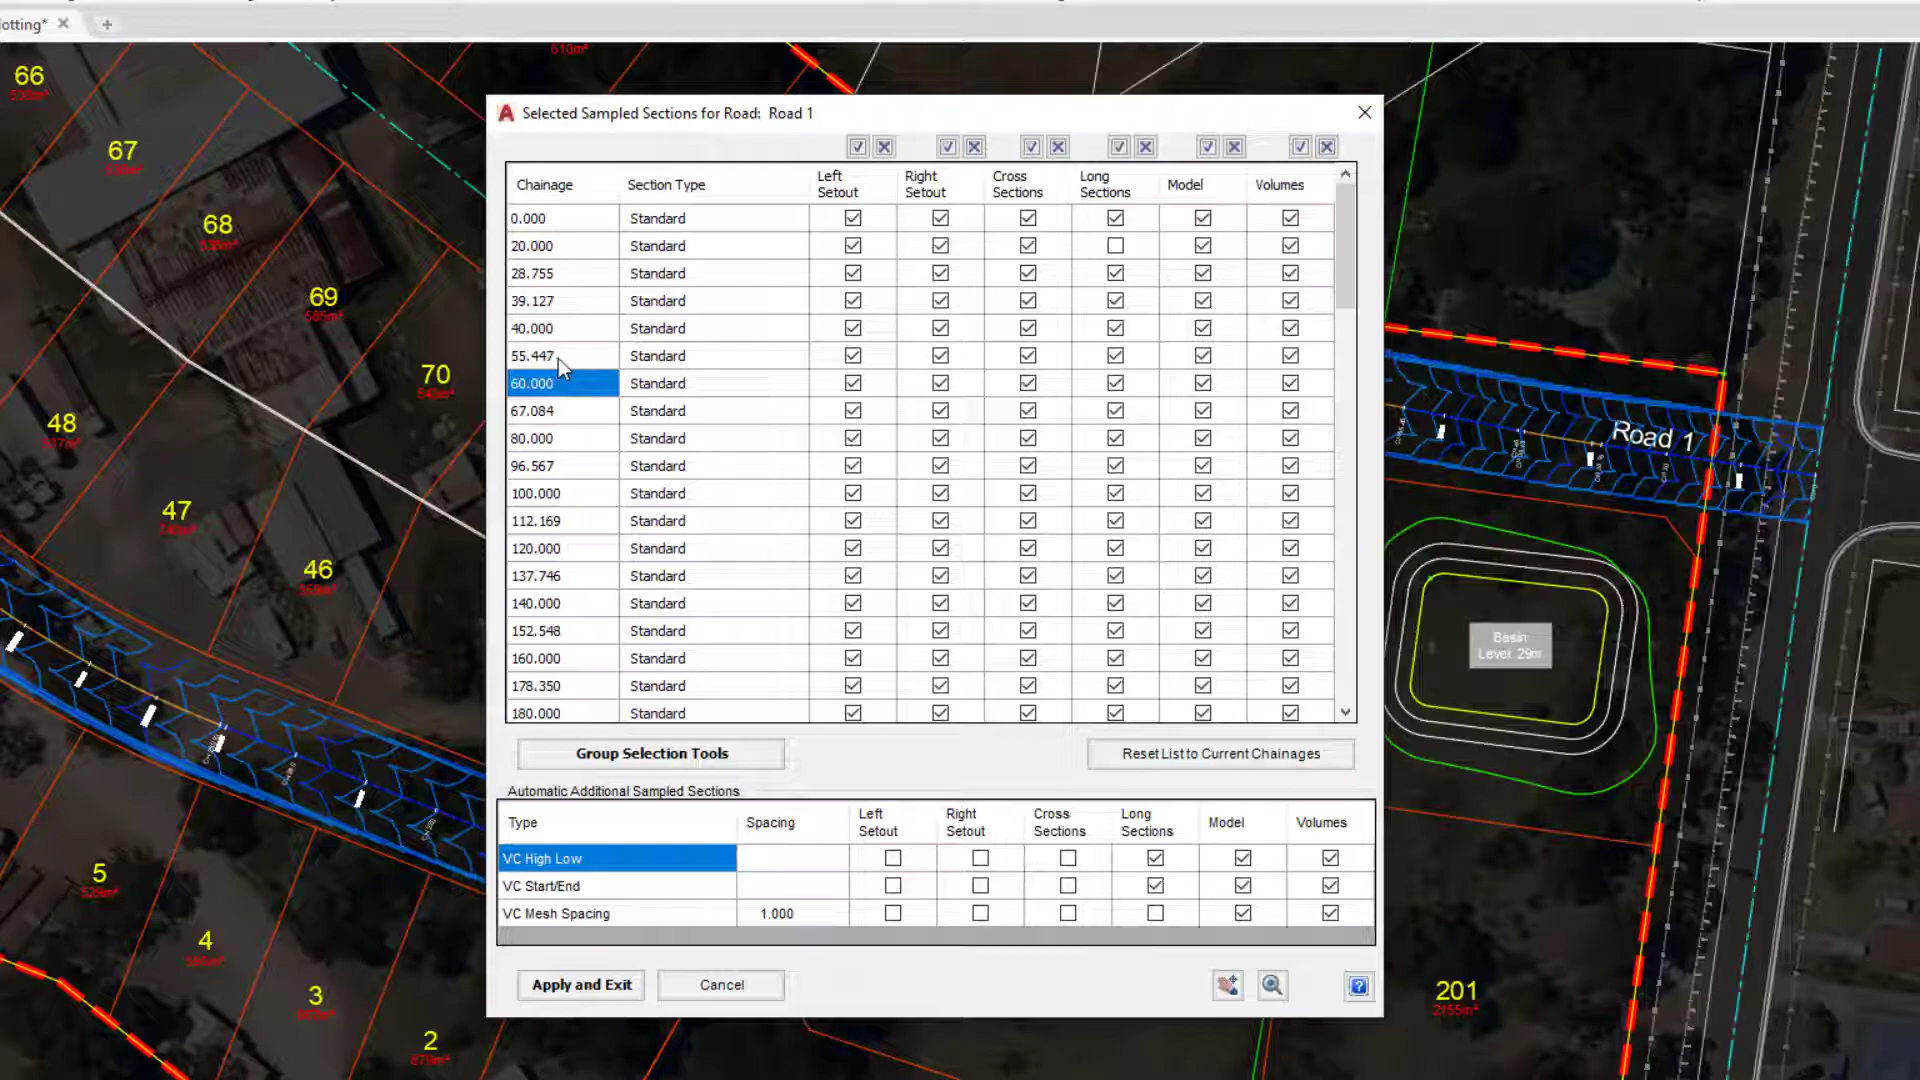 lotting*
610m²
66
67
68
69
70
48
47
46
5
529m²
4
3
2
Selected Sampled Sections for Road: Road 1
Chainage Section Type Left Setout Right Setout Cross Sections Long Sections Model Volumes
0.000 Standard
20.000 Standard
28.755 Standard
39.127 Standard
40.000 Standard
55.447 Standard
60.000 Standard
67.084 Standard
80.000 Standard
96.567 Standard
100.000 Standard
112.169 Standard
120.000 Standard
137.746 Standard
140.000 Standard
152.548 Standard
160.000 Standard
178.350 Standard
180.000 Standard
Group Selection Tools Reset List to Current Chainages
Automatic Additional Sampled Sections
Type Spacing Left Setout Right Setout Cross Sections Long Sections Model Volumes
VC High Low
VC Start/End
VC Mesh Spacing 1.000
Apply and Exit Cancel
Road 1
Basin
Level: 29m
201
2155m²